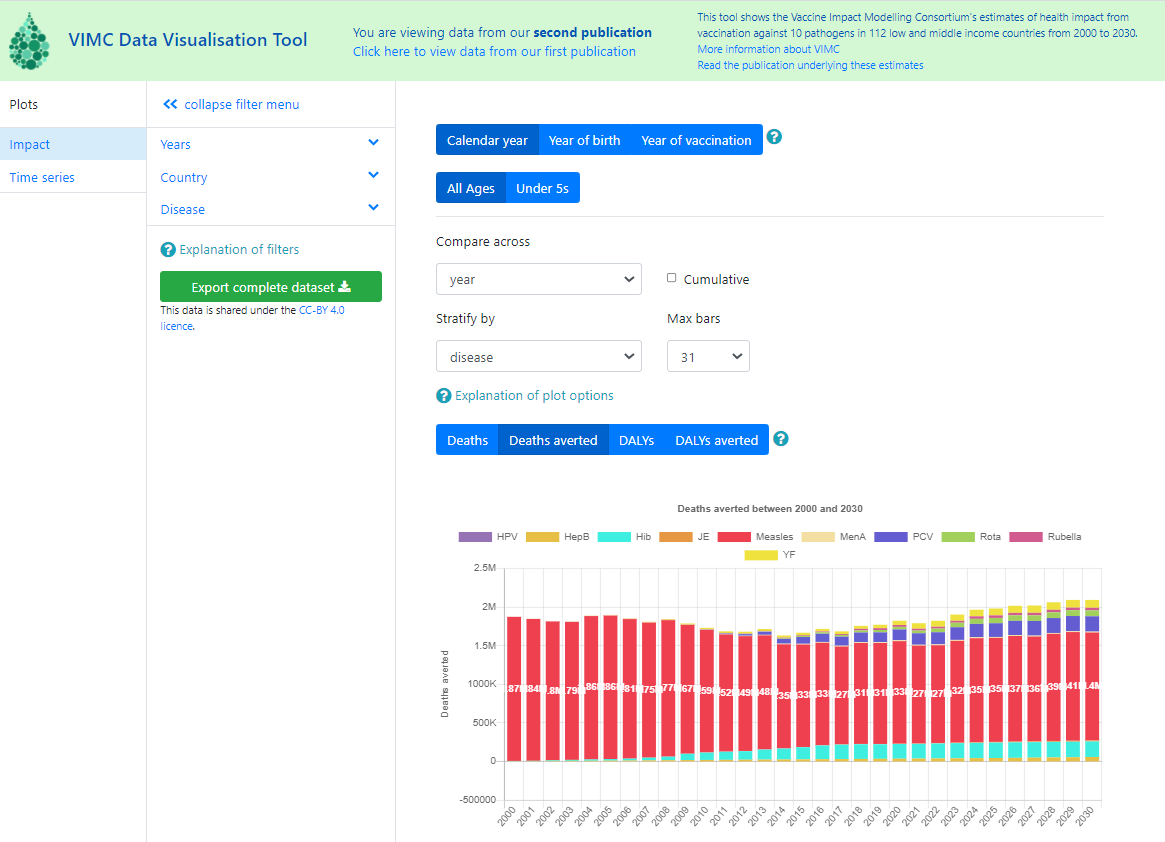 VIMC Data Visualisation Tool
You are viewing data from our second publication
Click here to view data from our first publication
This tool shows the Vaccine Impact Modelling Consortium's estimates of health impact from
vaccination against 10 pathogens in 112 low and middle income countries from 2000 to 2030.
More information about VIMC
Read the publication underlying these estimates
Plots
Impact
Time series
collapse filter menu
Years
Country
Disease
? Explanation of filters
Export complete dataset
This data is shared under the CC-BY 4.0
licence.
Calendar year Year of birth Year of vaccination ?
All Ages Under 5s
Compare across
year
Cumulative
Stratify by Max bars
disease 31
? Explanation of plot options
Deaths Deaths averted DALYs DALYs averted ?
Deaths averted between 2000 and 2030
HPV HepB Hib JE Measles MenA PCV Rota Rubella
YF
Deaths averted
2.5M
2M
1.5M
1000K
500K
0
-500000
2000 2001 2002 2003 2004 2005 2006 2007 2008 2009 2010 2011 2012 2013 2014 2015 2016 2017 2018 2019 2020 2021 2022 2023 2024 2025 2026 2027 2028 2029 2030